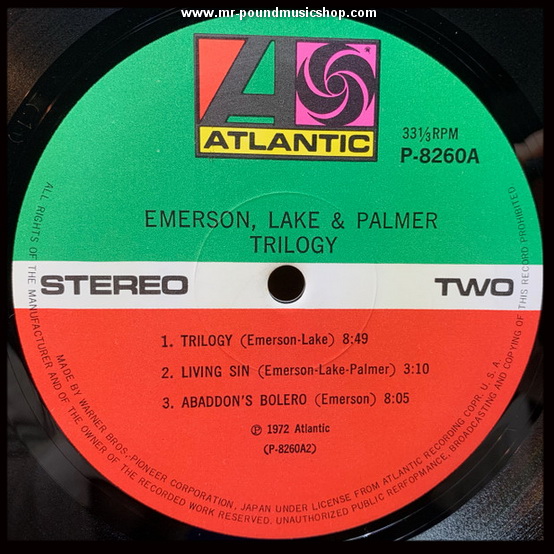 www.mr-poundmusicshop.com
ATLANTIC
33⅓RPM
P-8260A
EMERSON, LAKE & PALMER
TRILOGY
STEREO
TWO
1. TRILOGY (Emerson-Lake) 8:49
2. LIVING SIN (Emerson-Lake-Palmer) 3:10
3. ABADDON'S BOLERO (Emerson) 8:05
Ⓟ 1972 Atlantic
(P-8260A2)
MADE BY WARNER BROS.-PIONEER CORPORATION, JAPAN UNDER LICENSE FROM ATLANTIC RECORDING COPR. U. S. A.
ALL RIGHTS OF THE MANUFACTURER AND OF THE OWNER OF THE RECORDED WORK RESERVED. UNAUTHORIZED PUBLIC RERFOPMANCE. BROADCASTING AND COPYING OF THIS RECORD PROHIBITED